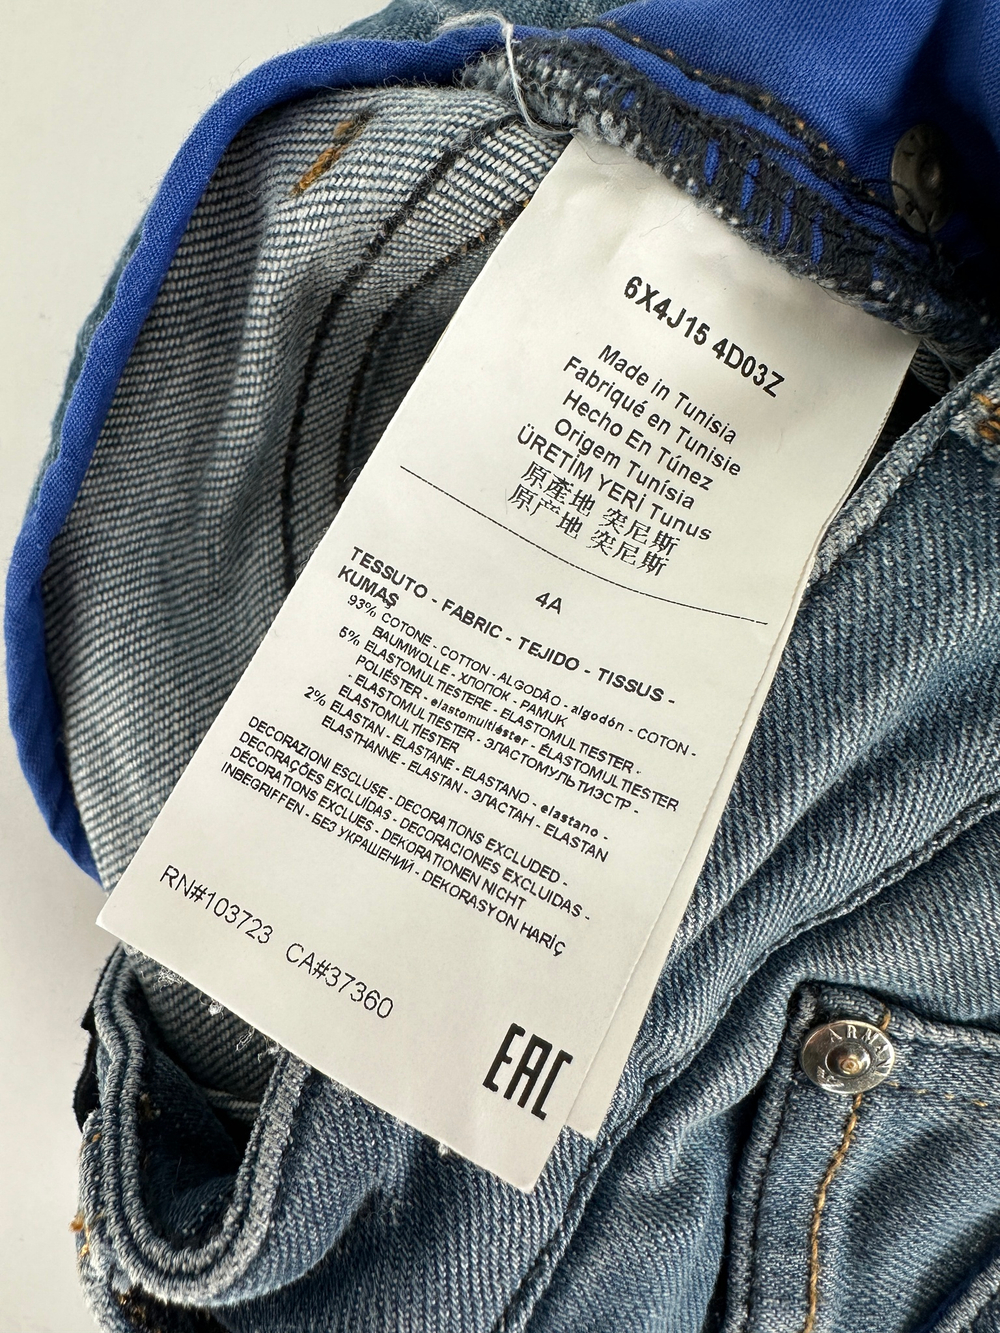 6X4J15 4D03Z
Made in Tunisia
Fabriqué en Tunisie
Hecho En Túnez
Origem Tunísia
ÜRETİM YERİ Tunus
原產地 突尼斯
原产地 突尼斯
4A
TESSUTO - FABRIC - TEJIDO - TISSUS -
KUMAŞ
93% COTONE - COTTON - ALGODÃO - algodón - COTON -
BAUMWOLLE - ХЛОПОК - PAMUK
5% ELASTOMULTIESTERE - ELASTOMULTIESTER -
POLIÉSTER - elastomultiéster - ÉLASTOMULTIESTER
- ELASTOMULTIESTER - ЭЛАСТОМУЛЬТИЭСТР -
ELASTOMULTIESTER
2% ELASTAN - ELASTANE - ELASTANO - elastano -
ELASTHANNE - ELASTAN - ЭЛАСТАН - ELASTAN
DECORAZIONI ESCLUSE - DECORATIONS EXCLUDED -
DECORAÇÕES EXCLUÍDAS - DECORACIONES EXCLUIDAS -
DÉCORATIONS EXCLUES - DEKORATIONEN NICHT
INBEGRIFFEN - БЕЗ УКРАШЕНИЙ - DEKORASYON HARİÇ
RN#103723 CA#37360
EAC